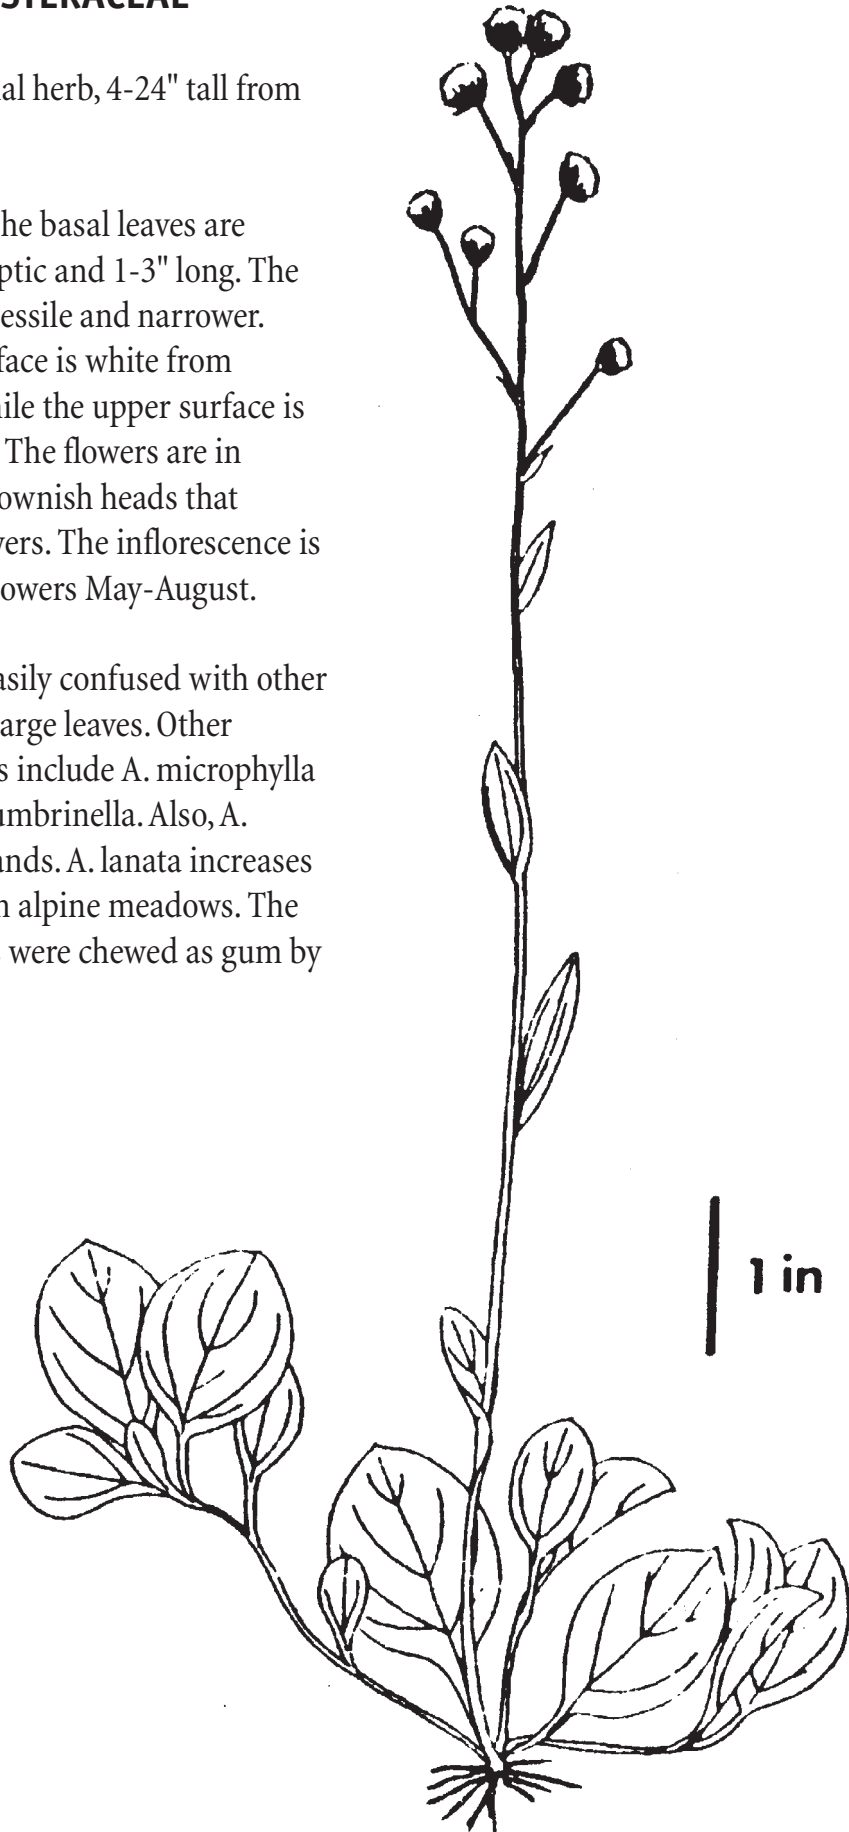 STERACEAE
al herb, 4-24" tall from
he basal leaves are
ptic and 1-3" long. The
essile and narrower.
face is white from
ile the upper surface is
The flowers are in
ownish heads that
vers. The inflorescence is
owers May-August.
asily confused with other
arge leaves. Other
s include A. microphylla
umbrinella. Also, A.
ands. A. lanata increases
n alpine meadows. The
s were chewed as gum by
1 in